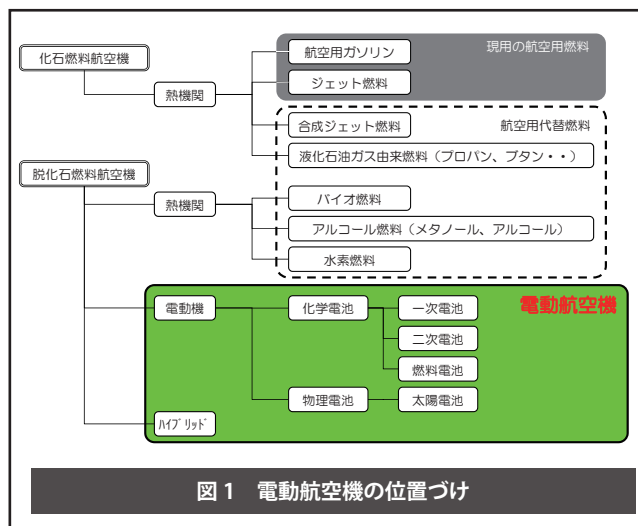 化石燃料航空機
熱機関
航空用ガソリン
現用の航空用燃料
ジェット燃料
合成ジェット燃料
航空用代替燃料
液化石油ガス由来燃料（プロパン、ブタン・・）
脱化石燃料航空機
熱機関
バイオ燃料
アルコール燃料（メタノール、アルコール）
水素燃料
電動航空機
電動機
化学電池
一次電池
二次電池
燃料電池
物理電池
太陽電池
ﾊｲﾌﾞﾘｯﾄﾞ
図 1　電動航空機の位置づけ